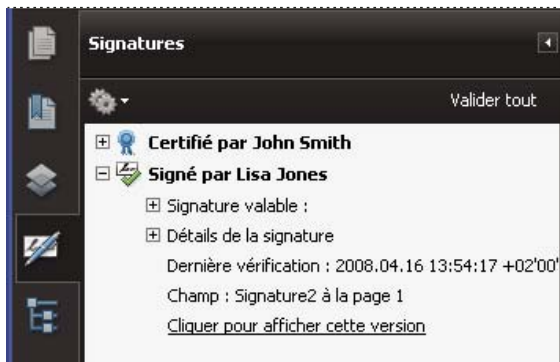 Signatures
Valider tout
Certifié par John Smith
Signé par Lisa Jones
Signature valable :
Détails de la signature
Dernière vérification : 2008.04.16 13:54:17 +02'00'
Champ : Signature2 à la page 1
Cliquer pour afficher cette version